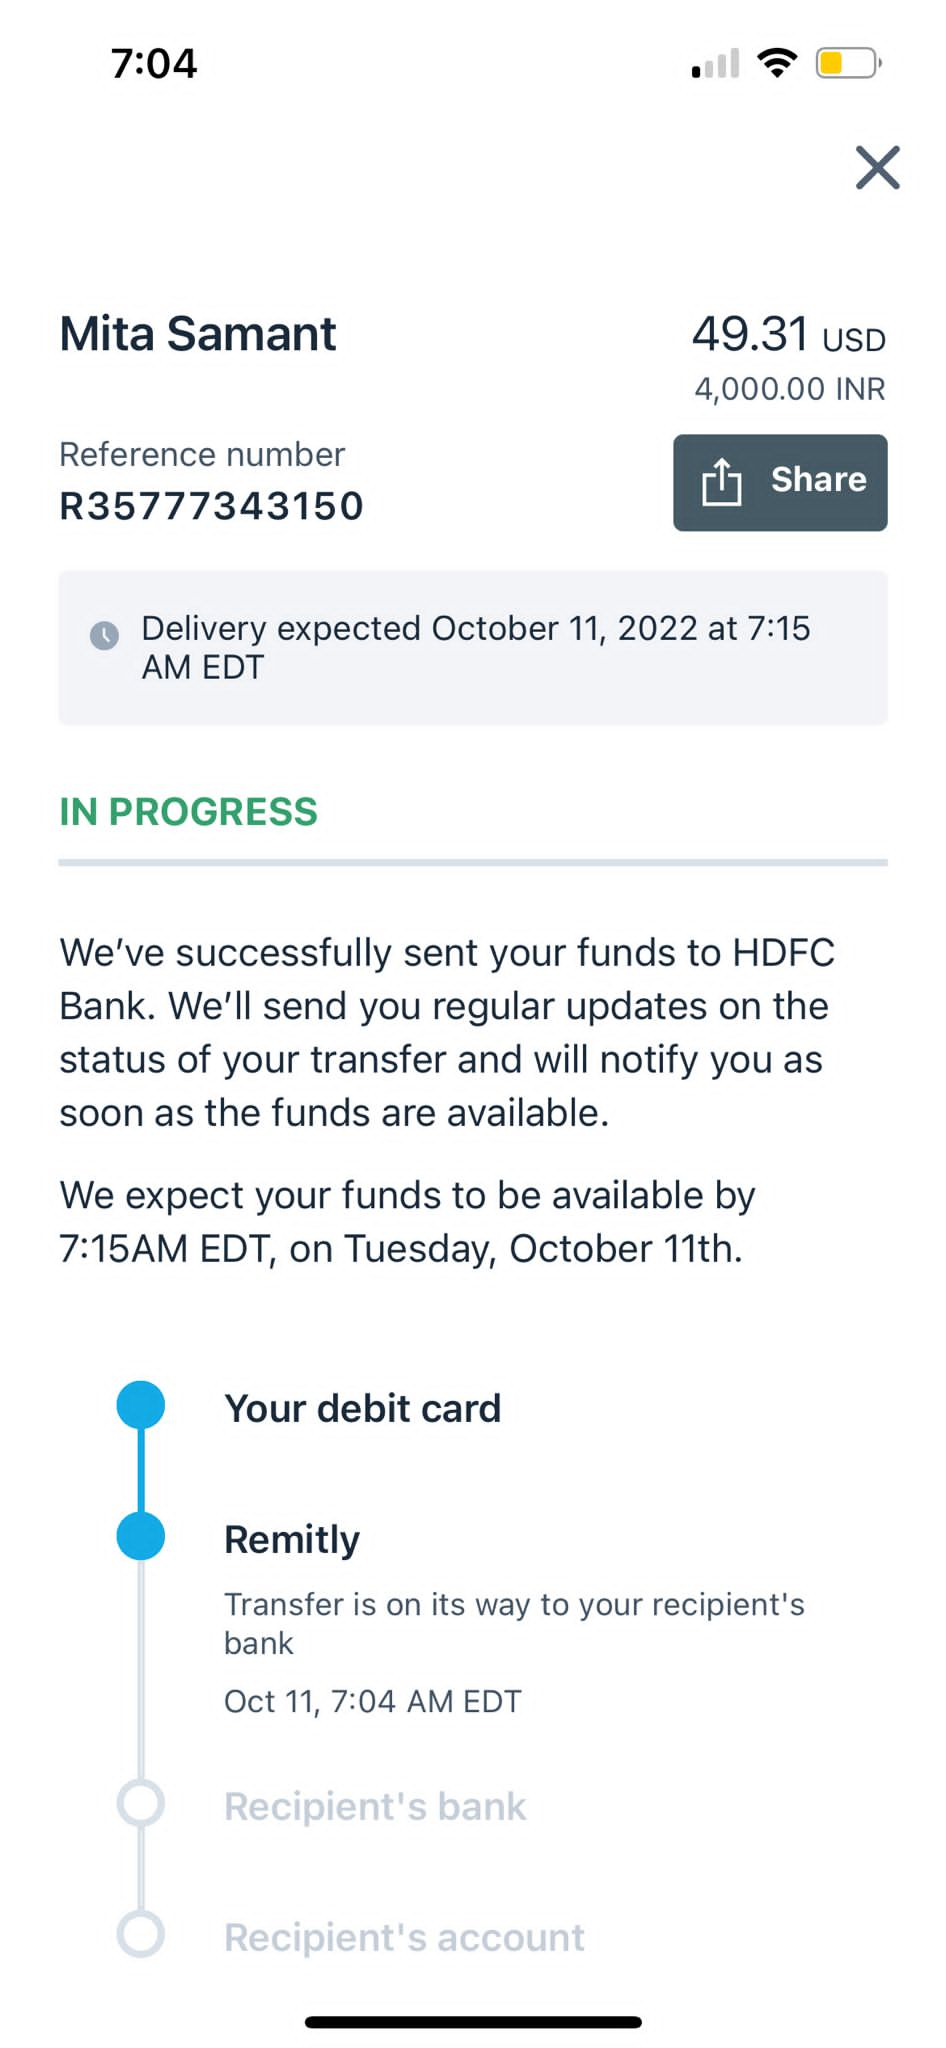 7:04
Mita Samant
49.31 USD
4,000.00 INR
Reference number
R35777343150
Share
Delivery expected October 11, 2022 at 7:15
AM EDT
IN PROGRESS
We’ve successfully sent your funds to HDFC
Bank. We’ll send you regular updates on the
status of your transfer and will notify you as
soon as the funds are available.
We expect your funds to be available by
7:15AM EDT, on Tuesday, October 11th.
Your debit card
Remitly
Transfer is on its way to your recipient's
bank
Oct 11, 7:04 AM EDT
Recipient's bank
Recipient's account